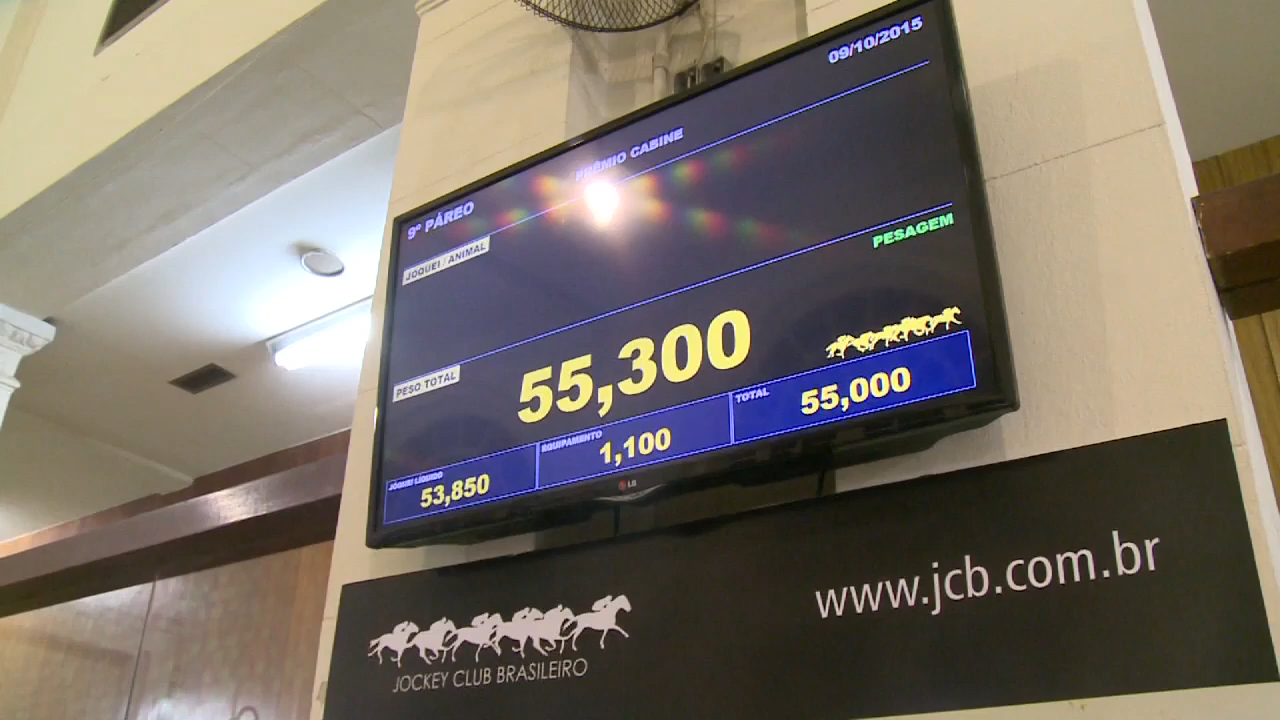 09/10/2015
PRÊMIO CABINE
9º PÁREO
JOQUEI / ANIMAL
PESAGEM
PESO TOTAL
55,300
JOQUEI LÍQUIDO
53,850
EQUIPAMENTO
1,100
TOTAL
55,000
LG
www.jcb.com.br
JOCKEY CLUB BRASILEIRO